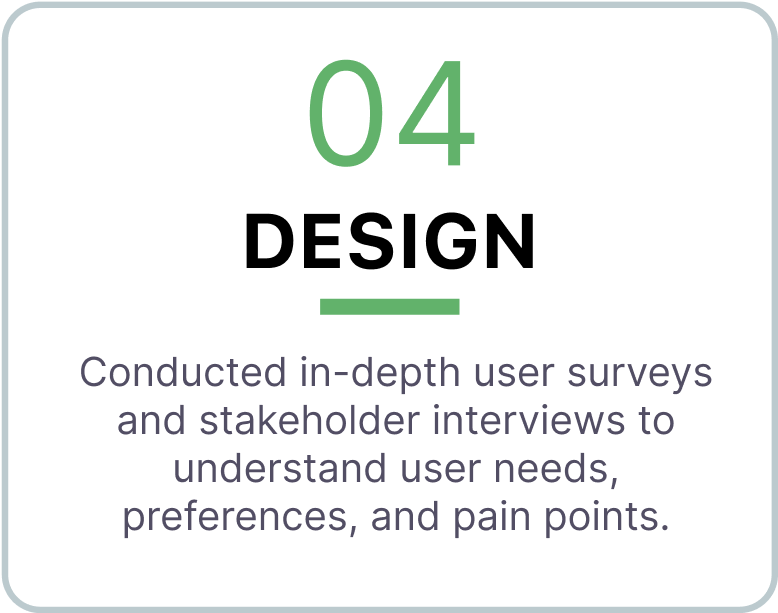 04
DESIGN
Conducted in-depth user surveys
and stakeholder interviews to
understand user needs,
preferences, and pain points.